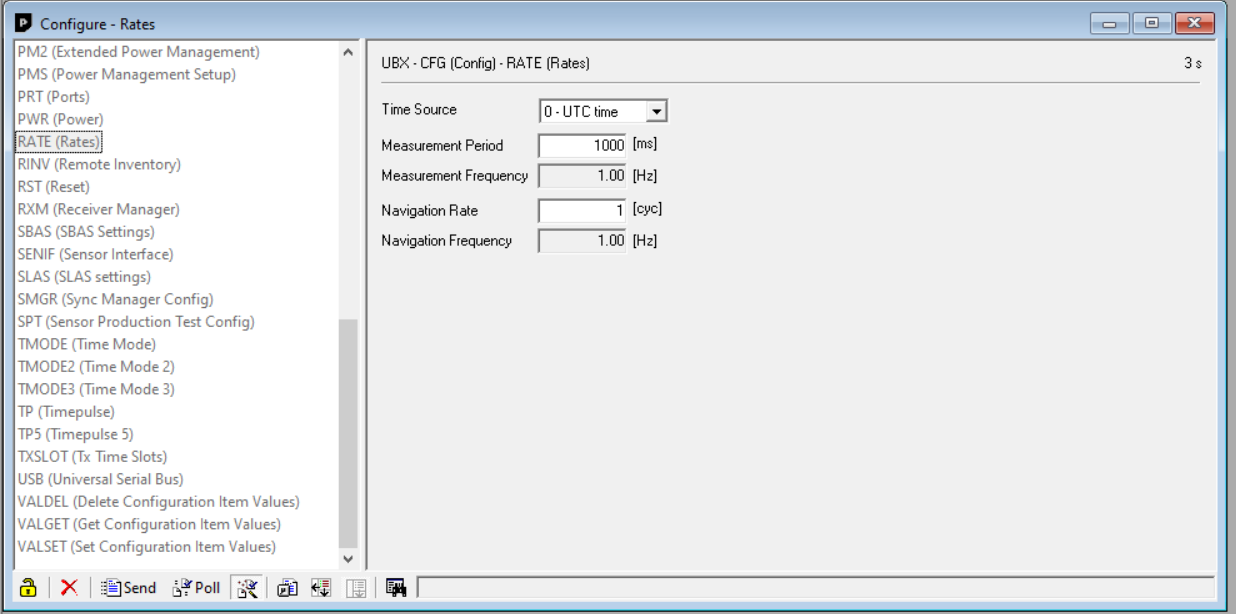 Configure - Rates
PM2 (Extended Power Management)
PMS (Power Management Setup)
PRT (Ports)
PWR (Power)
RATE (Rates)
RINV (Remote Inventory)
RST (Reset)
RXM (Receiver Manager)
SBAS (SBAS Settings)
SENIF (Sensor Interface)
SLAS (SLAS settings)
SMGR (Sync Manager Config)
SPT (Sensor Production Test Config)
TMODE (Time Mode)
TMODE2 (Time Mode 2)
TMODE3 (Time Mode 3)
TP (Timepulse)
TP5 (Timepulse 5)
TXSLOT (Tx Time Slots)
USB (Universal Serial Bus)
VALDEL (Delete Configuration Item Values)
VALGET (Get Configuration Item Values)
VALSET (Set Configuration Item Values)
UBX - CFG (Config) - RATE (Rates) 3 s
Time Source 0 - UTC time
Measurement Period 1000 [ms]
Measurement Frequency 1.00 [Hz]
Navigation Rate 1 [cyc]
Navigation Frequency 1.00 [Hz]
Send Poll